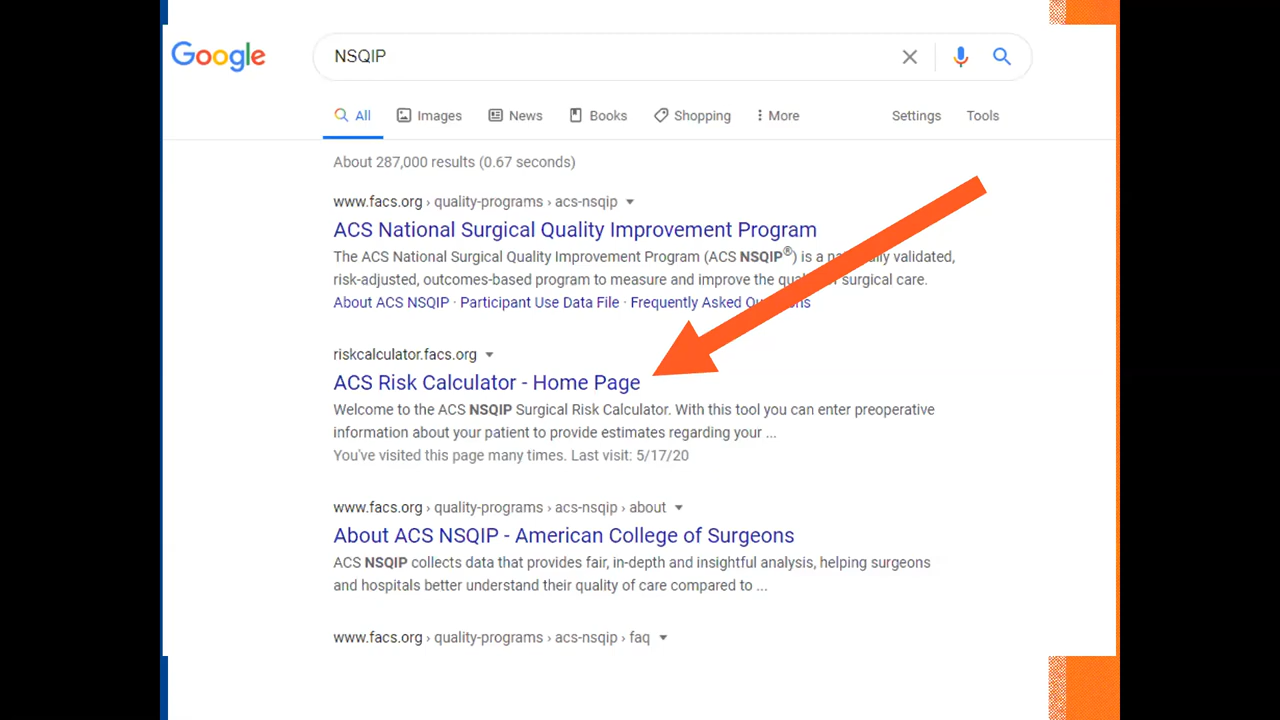 Google
NSQIP
All Images News Books Shopping More Settings Tools
About 287,000 results (0.67 seconds)
www.facs.org › quality-programs › acs-nsqip
ACS National Surgical Quality Improvement Program
The ACS National Surgical Quality Improvement Program (ACS NSQIP®) is a validated,
risk-adjusted, outcomes-based program to measure and improve the of surgical care.
About ACS NSQIP · Participant Use Data File · Frequently Asked
riskcalculator.facs.org
ACS Risk Calculator - Home Page
Welcome to the ACS NSQIP Surgical Risk Calculator. With this tool you can enter preoperative
information about your patient to provide estimates regarding your ...
You've visited this page many times. Last visit: 5/17/20
www.facs.org › quality-programs › acs-nsqip › about
About ACS NSQIP - American College of Surgeons
ACS NSQIP collects data that provides fair, in-depth and insightful analysis, helping surgeons
and hospitals better understand their quality of care compared to ...
www.facs.org › quality-programs › acs-nsqip › faq